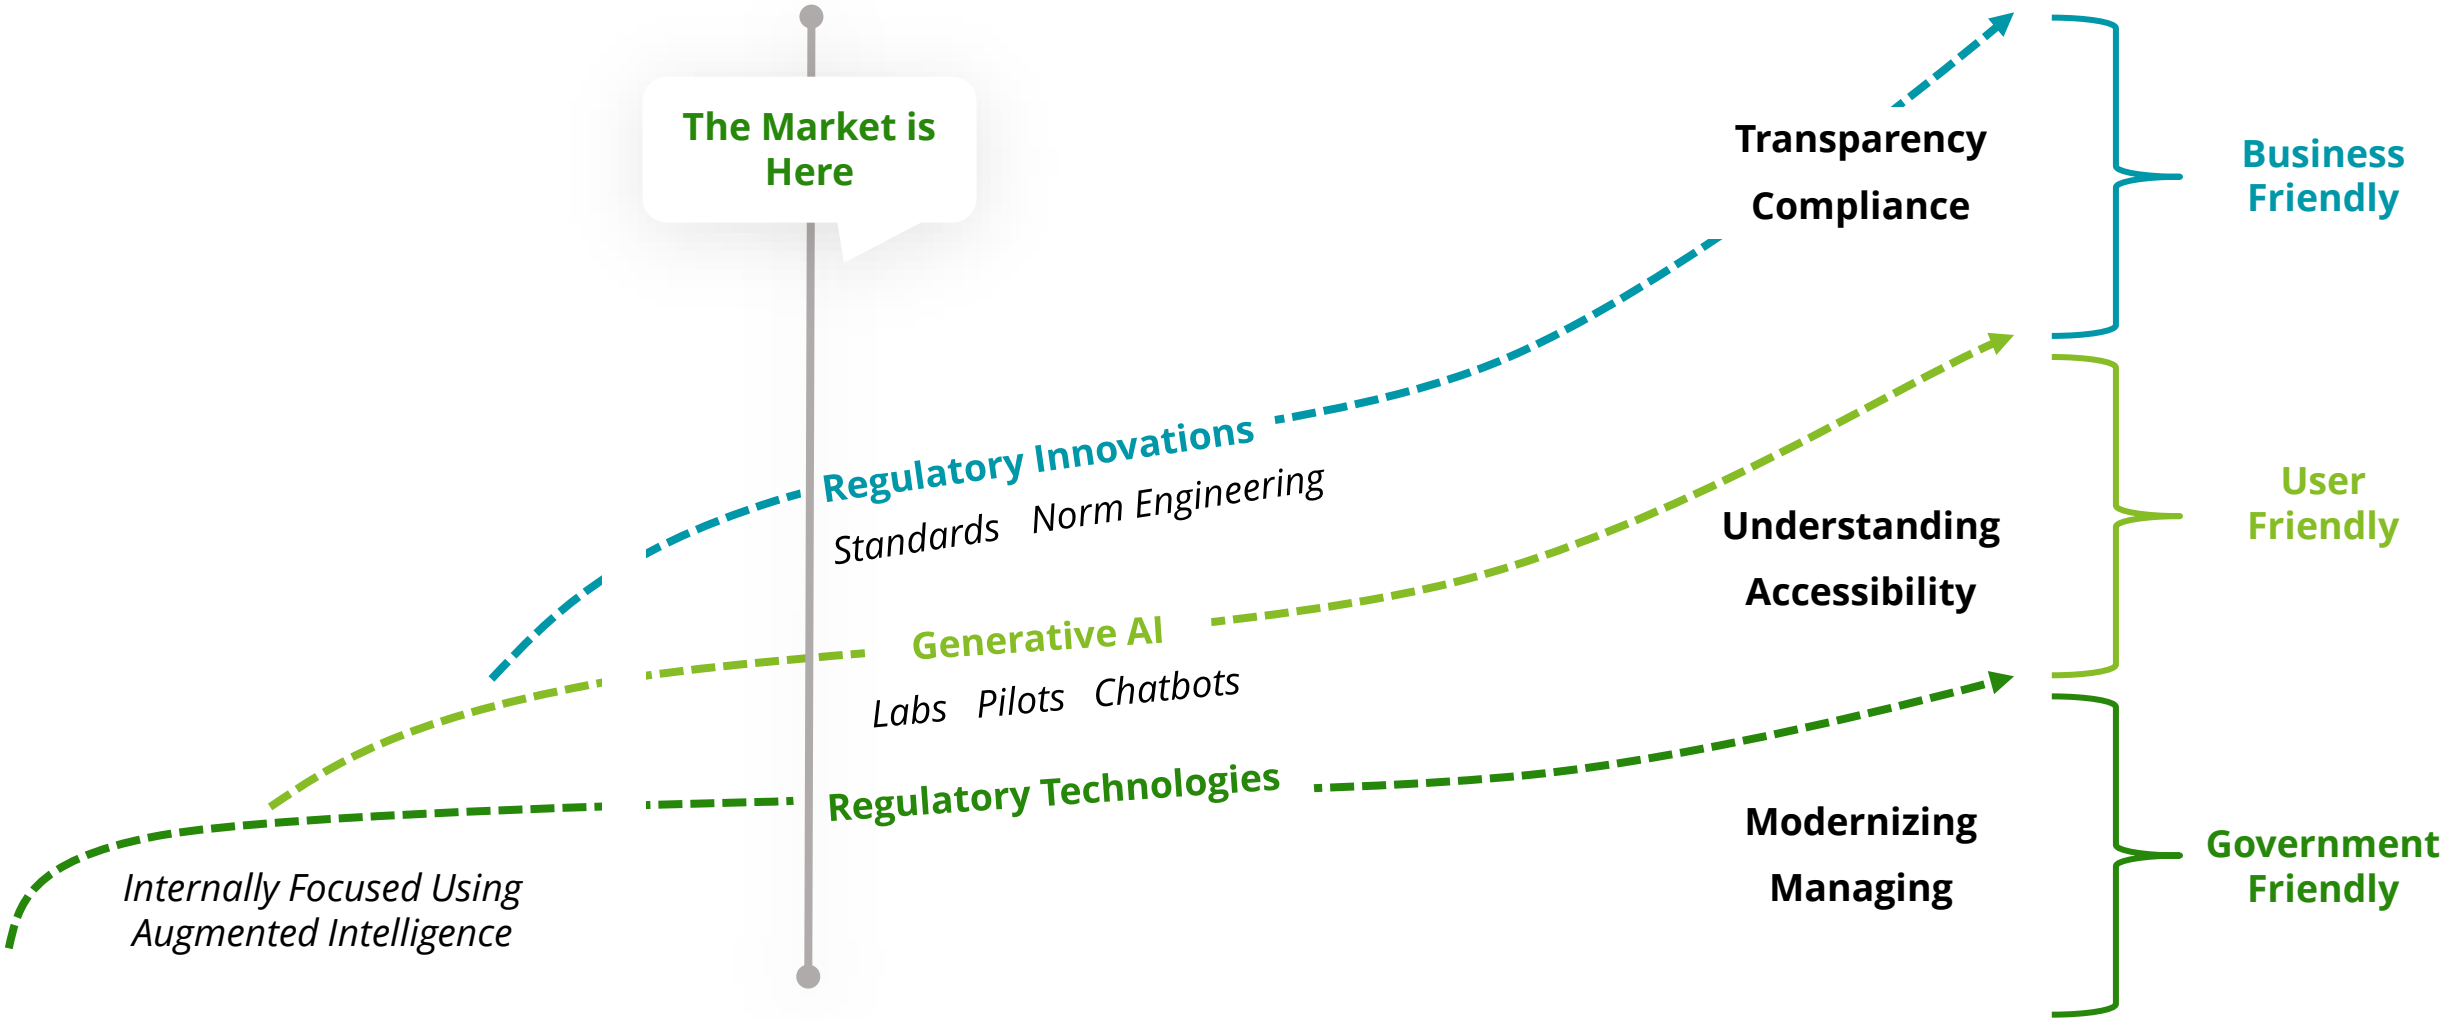 The Market is
Here
Transparency
Compliance
Business
Friendly
Regulatory Innovations
Standards Norm Engineering
User
Friendly
Understanding
Accessibility
Generative AI
Labs Pilots Chatbots
Regulatory Technologies
Modernizing
Managing
Government
Friendly
Internally Focused Using
Augmented Intelligence